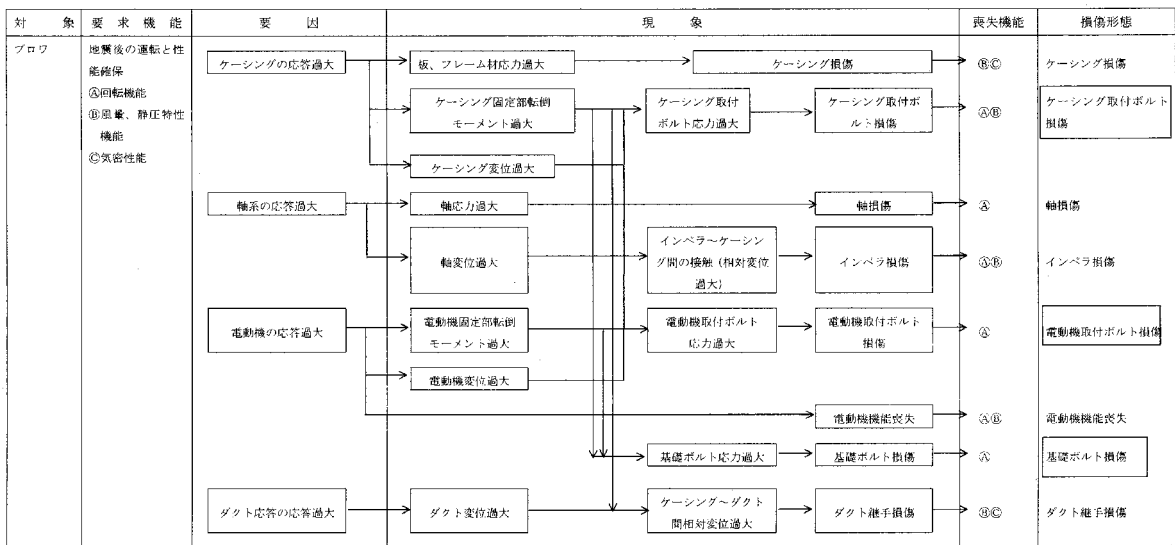 対象
要求機能
要因
現象
喪失機能
損傷形態
ブロワ
地震後の運転と性
能確保
Ⓐ回転機能
Ⓑ風量、静圧特性
機能
Ⓒ気密性能
ケーシングの応答過大
板、フレーム材応力過大
ケーシング損傷
ⒷⒸ
ケーシング損傷
ケーシング固定部転倒
モーメント過大
ケーシング取付
ボルト応力過大
ケーシング取付ボ
ルト損傷
ⒶⒷ
ケーシング取付ボルト
損傷
ケーシング変位過大
軸系の応答過大
軸応力過大
軸損傷
Ⓐ
軸損傷
軸変位過大
インペラ〜ケーシン
グ間の接触(相対変位
過大)
インペラ損傷
ⒶⒷ
インペラ損傷
電動機の応答過大
電動機固定部転倒
モーメント過大
電動機取付ボルト
応力過大
電動機取付ボルト
損傷
Ⓐ
電動機取付ボルト損傷
電動機変位過大
電動機機能喪失
ⒶⒷ
電動機機能喪失
基礎ボルト応力過大
基礎ボルト損傷
Ⓐ
基礎ボルト損傷
ダクト応答の応答過大
ダクト変位過大
ケーシング〜ダクト
間相対変位過大
ダクト継手損傷
ⒷⒸ
ダクト継手損傷